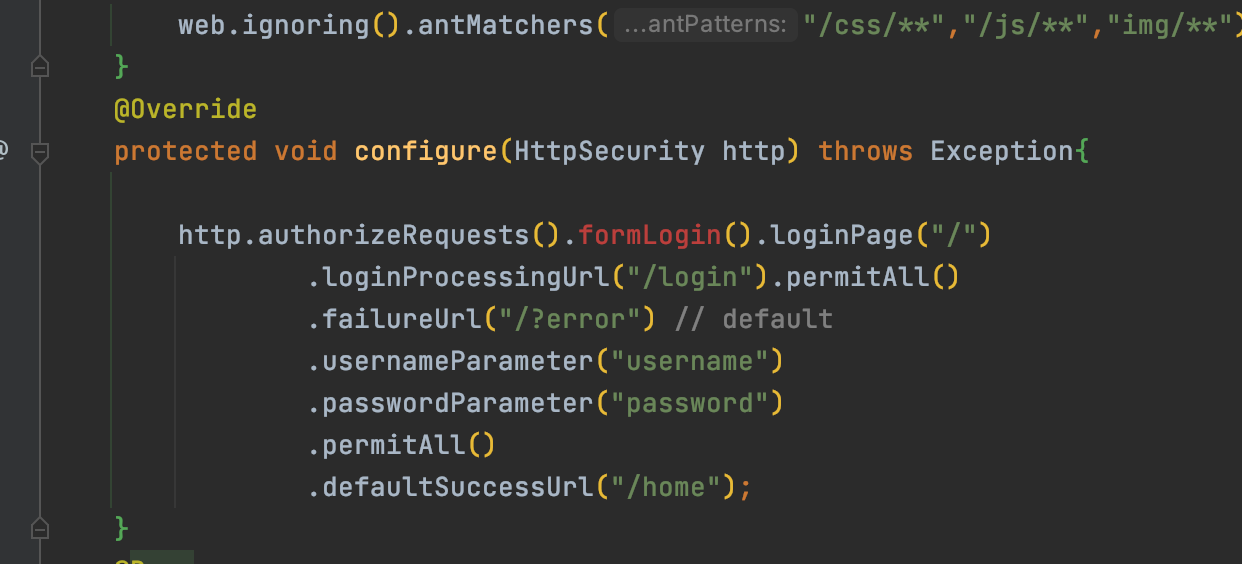 web.ignoring().antMatchers( ...antPatterns: "/css/**","/js/**","img/**")
}
@Override
@ protected void configure(HttpSecurity http) throws Exception{
http.authorizeRequests().formLogin().loginPage("/")
.loginProcessingUrl("/login").permitAll()
.failureUrl("/?error") // default
.usernameParameter("username")
.passwordParameter("password")
.permitAll()
.defaultSuccessUrl("/home");
}